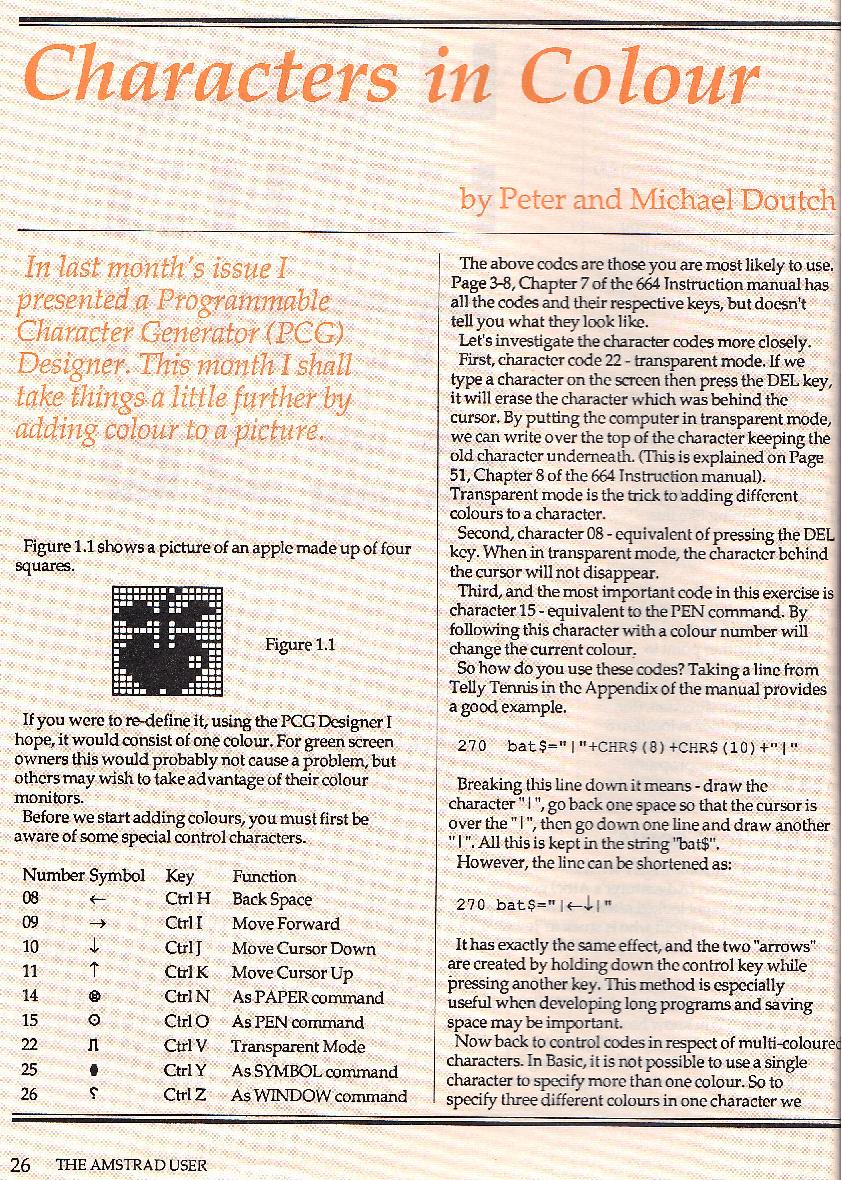 Characters in Colour
by Peter and Michael Doutch
In last month's issue I
presented a Programmable
Character Generator (PCG)
Designer. This month I shall
take things a little further by
adding colour to a picture.
Figure 1.1 shows a picture of an apple made up of four
squares.
Figure 1.1
If you were to re-define it, using the PCG Designer I
hope, it would consist of one colour. For green screen
owners this would probably not cause a problem, but
others may wish to take advantage of their colour
monitors.
Before we start adding colours, you must first be
aware of some special control characters.
Number Symbol Key Function
08 ← Ctrl H Back Space
09 → Ctrl I Move Forward
10 ↓ Ctrl J Move Cursor Down
11 ↑ Ctrl K Move Cursor Up
14 ⊗ Ctrl N As PAPER command
15 ⊙ Ctrl O As PEN command
22 Ctrl V Transparent Mode
25 Ctrl Y As SYMBOL command
26 Ctrl Z As WINDOW command
The above codes are those you are most likely to use.
Page 3-8, Chapter 7 of the 664 Instruction manual has
all the codes and their respective keys, but doesn't
tell you what they look like.
Let's investigate the character codes more closely.
First, character code 22 - transparent mode. If we
type a character on the screen then press the DEL key,
it will erase the character which was behind the
cursor. By putting the computer in transparent mode,
we can write over the top of the character keeping the
old character underneath. (This is explained on Page
51, Chapter 8 of the 664 Instruction manual).
Transparent mode is the trick to adding different
colours to a character.
Second, character 08 - equivalent of pressing the DEL
key. When in transparent mode, the character behind
the cursor will not disappear.
Third, and the most important code in this exercise is
character 15 - equivalent to the PEN command. By
following this character with a colour number will
change the current colour.
So how do you use these codes? Taking a line from
Telly Tennis in the Appendix of the manual provides
a good example.
270 bat$="|"+CHR$(8)+CHR$(10)+"|"
Breaking this line down it means - draw the
character "|", go back one space so that the cursor is
over the "|", then go down one line and draw another
"|". All this is kept in the string "bat$".
However, the line can be shortened as:
270 bat$="|←↓|"
It has exactly the same effect, and the two "arrows"
are created by holding down the control key while
pressing another key. This method is especially
useful when developing long programs and saving
space may be important.
Now back to control codes in respect of multi-coloured
characters. In Basic, it is not possible to use a single
character to specify more than one colour. So to
specify three different colours in one character we
26 THE AMSTRAD USER